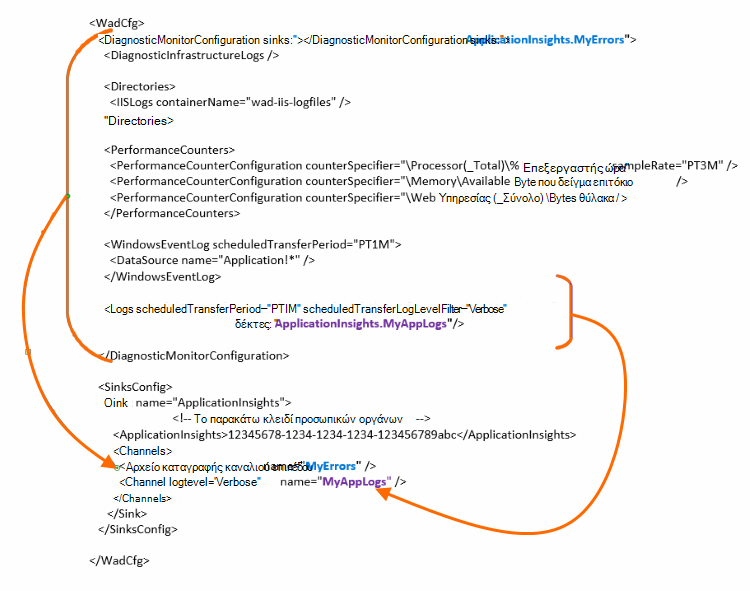 <WadCfg>
<DiagnosticMonitorConfiguration sinks:"></DiagnosticMonitorConfiguration sinks:"> ApplicationInsights.MyErrors">
<DiagnosticInfrastructureLogs />
<Directories>
<IISLogs containerName="wad-iis-logfiles" />
"Directories>
<PerformanceCounters>
<PerformanceCounterConfiguration counterSpecifier="\Processor(_Total)\% Επεξεργαστής ώρα" sampleRate="PT3M" />
<PerformanceCounterConfiguration counterSpecifier="\Memory\Available Byte που δείγμα επιτόκιο />
<PerformanceCounterConfiguration counterSpecifier="\Web Υπηρεσίας (_Σύνολο) \Bytes θύλακα / >
</PerformanceCounters>
<WindowsEventLog scheduledTransferPeriod="PT1M">
<DataSource name="Application!*" />
</WindowsEventLog>
<Logs scheduledTransferPeriod="PTIM" scheduledTransferLogLevelFilter="Verbose"
δέκτες: "ApplicationInsights.MyAppLogs"/>
</DiagnosticMonitorConfiguration>
<SinksConfig>
Oink name="ApplicationInsights">
<!-- Το παρακάτω κλειδί προσωπικών οργάνων -->
<ApplicationInsights>12345678-1234-1234-1234-123456789abc</ApplicationInsights>
<Channels>
<Αρχείο καταγραφής καναλιού επιπέδου name="MyErrors" />
<Channel logtevel="Verbose" name="MyAppLogs" />
</Channels>
</Sink>
</SinksConfig>
</WadCfg>